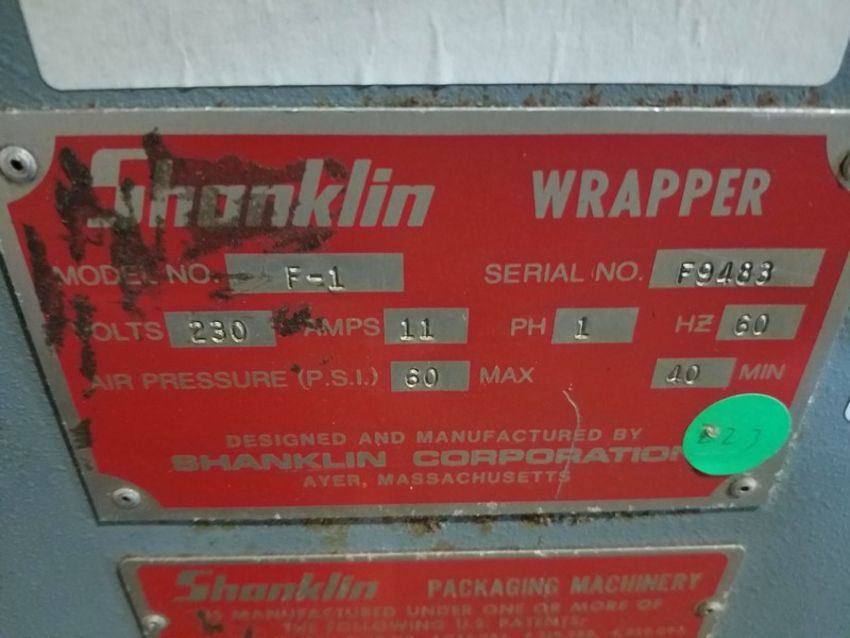 Shanklin WRAPPER
MODEL NO. F-1 SERIAL NO. F9483
VOLTS 230 AMPS 11 PH 1 HZ 60
AIR PRESSURE (P.S.I.) 60 MAX 40 MIN
DESIGNED AND MANUFACTURED BY
SHANKLIN CORPORATION
AYER, MASSACHUSETTS
223
Shanklin PACKAGING MACHINERY
IS MANUFACTURED UNDER ONE OR MORE OF
THE FOLLOWING U.S. PATENTS: